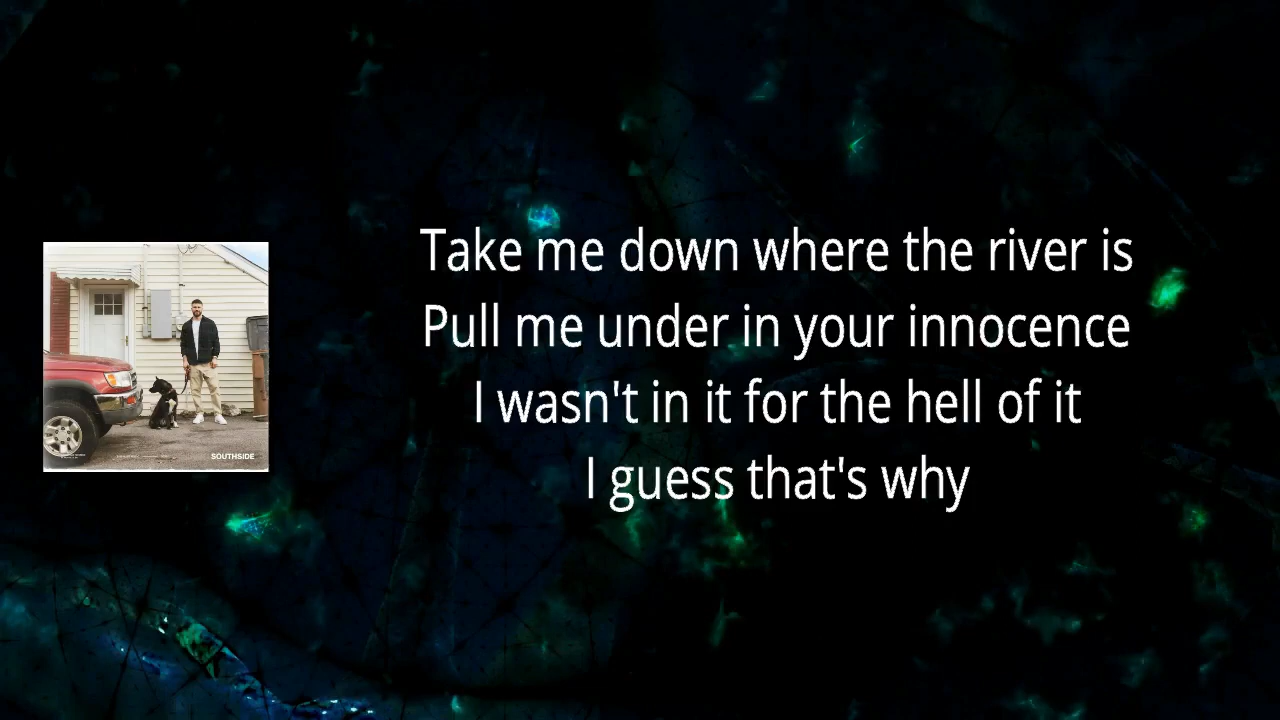 Take me down where the river is
Pull me under in your innocence
I wasn't in it for the hell of it
I guess that's why
SOUTHSIDE